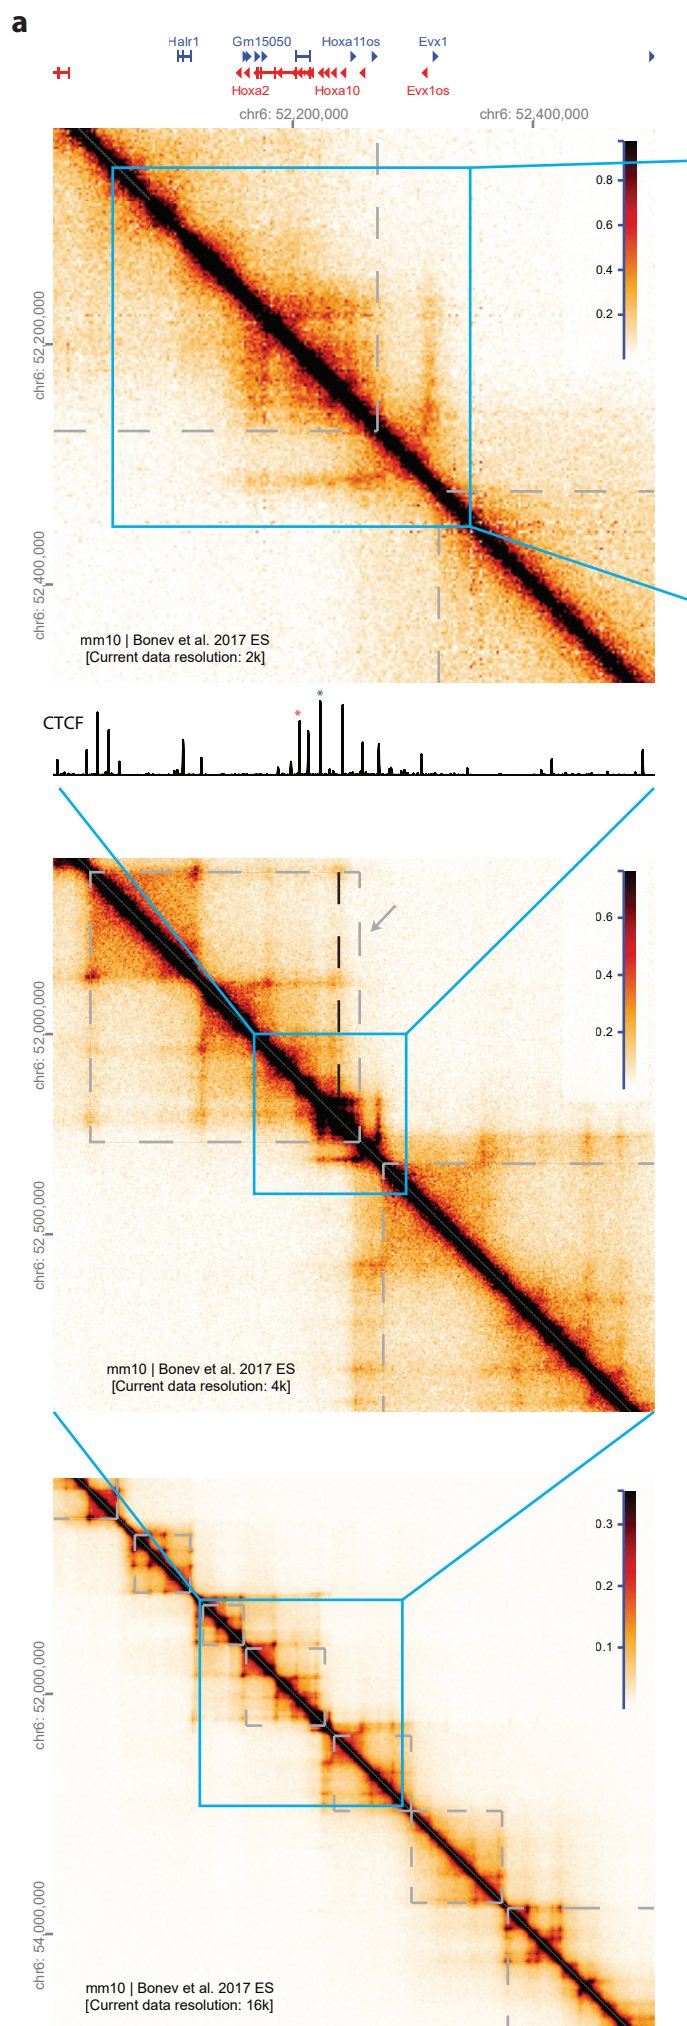 a
Halr1 Gm15050 Hoxa11os Evx1
Hoxa2 Hoxa10 Evx1os
chr6: 52,200,000 chr6: 52,400,000
0.8
0.6
0.4
0.2
chr6: 52,200,000
chr6: 52,400,000
mm10 | Bonev et al. 2017 ES
[Current data resolution: 2k]
* *
CTCF
0.6
0.4
0.2
chr6: 52,000,000
chr6: 52,500,000
mm10 | Bonev et al. 2017 ES
[Current data resolution: 4k]
0.3
0.2
0.1
chr6: 52,000,000
chr6: 54,000,000
mm10 | Bonev et al. 2017 ES
[Current data resolution: 16k]